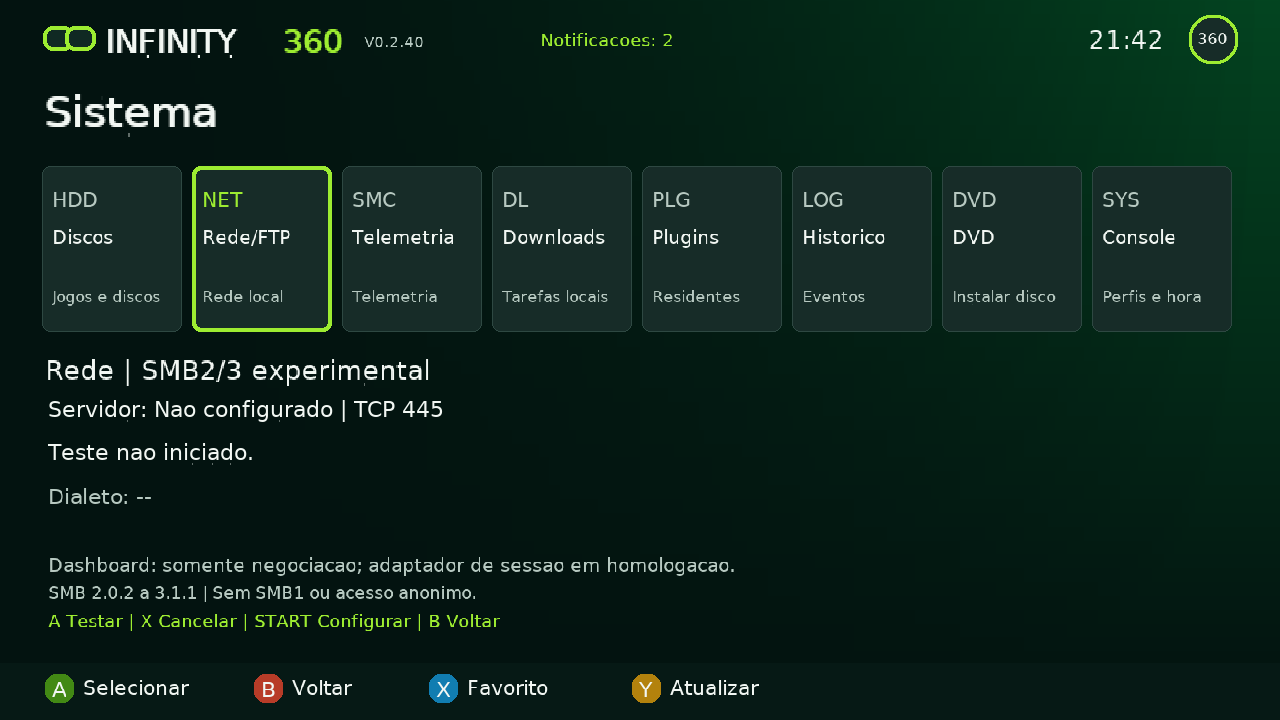 INFINITY 360 V0.2.40 Notificacoes: 2 21:42 360
Sistema
HDD NET SMC DL PLG LOG DVD SYS
Discos Rede/FTP Telemetria Downloads Plugins Historico DVD Console
Jogos e discos Rede local Telemetria Tarefas locais Residentes Eventos Instalar disco Perfis e hora
Rede | SMB2/3 experimental
Servidor: Nao configurado | TCP 445
Teste nao iniciado.
Dialeto: --
Dashboard: somente negociacao; adaptador de sessao em homologacao.
SMB 2.0.2 a 3.1.1 | Sem SMB1 ou acesso anonimo.
A Testar | X Cancelar | START Configurar | B Voltar
A Selecionar B Voltar X Favorito Y Atualizar